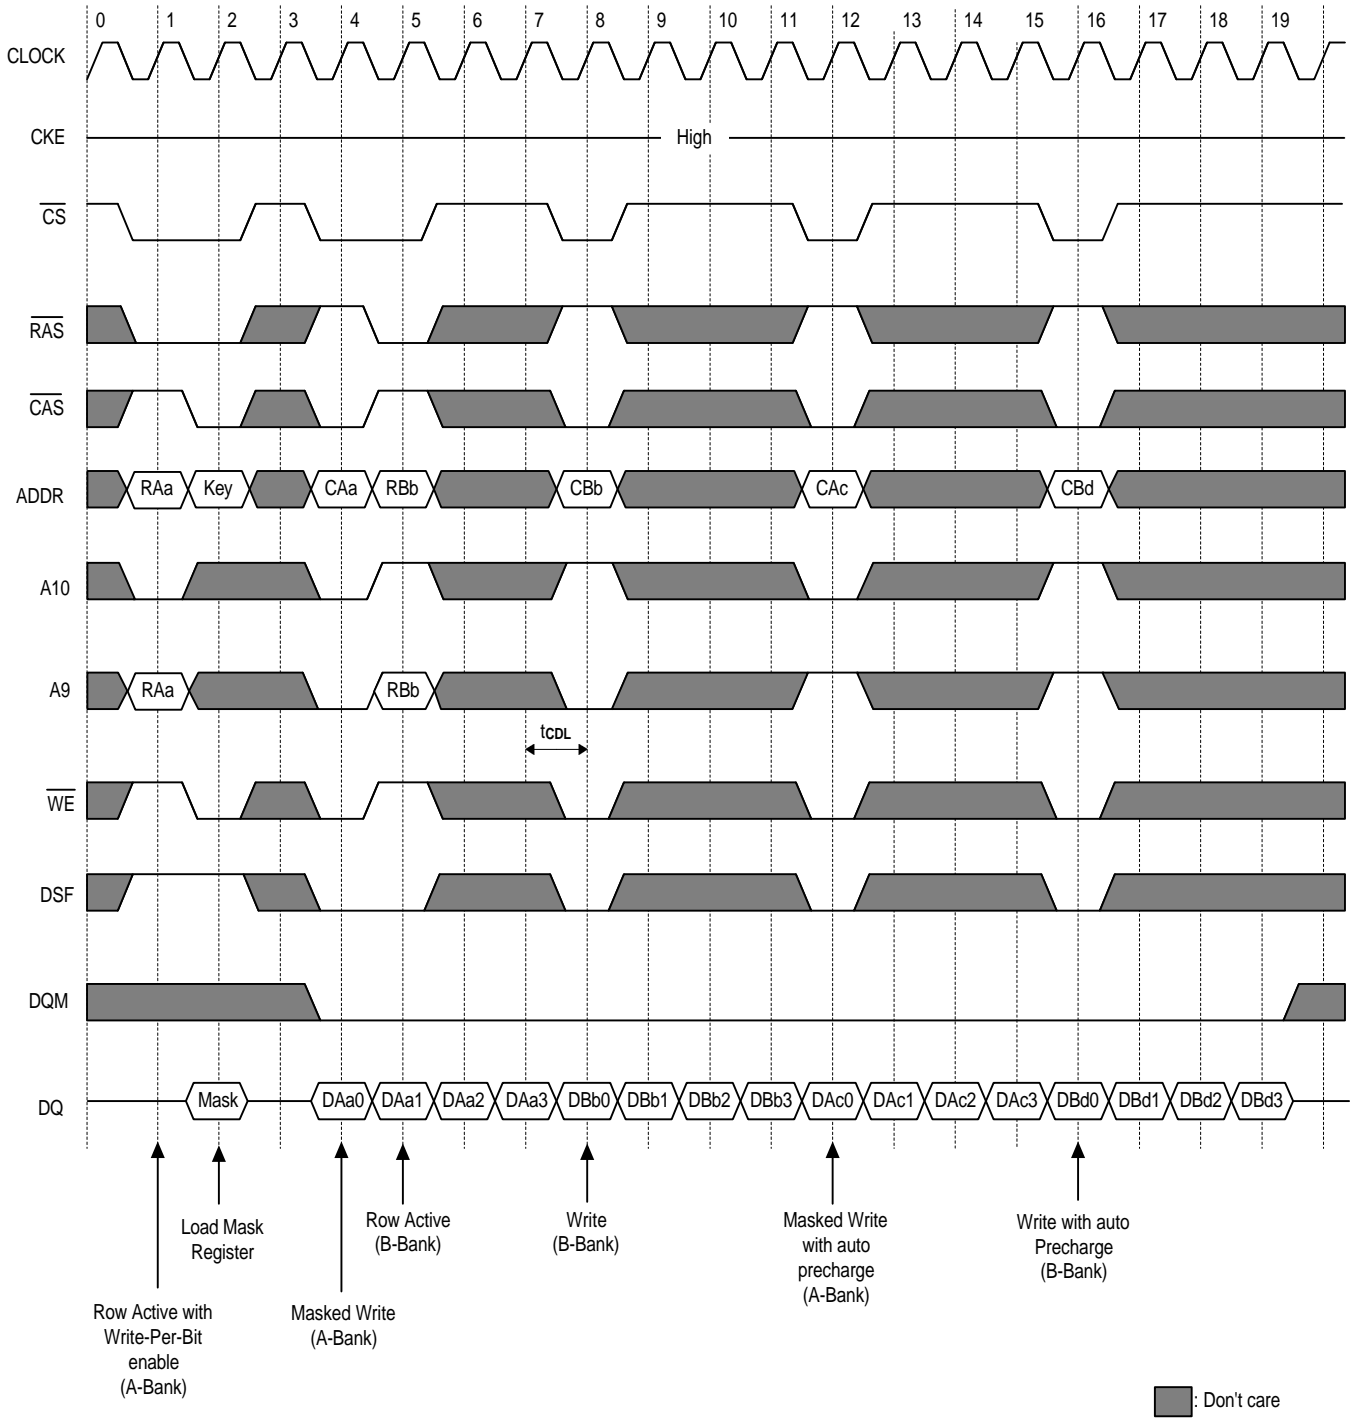 0 1 2 3 4 5 6 7 8 9 10 11 12 13 14 15 16 17 18 19
CLOCK
CKE High
CS
RAS
CAS
ADDR RAa Key CAa RBb CBb CAc CBd
A10
A9 RAa RBb
tCDL
WE
DSF
DQM
DQ Mask DAa0 DAa1 DAa2 DAa3 DBb0 DBb1 DBb2 DBb3 DAc0 DAc1 DAc2 DAc3 DBd0 DBd1 DBd2 DBd3
Load Mask
Register
Row Active
(B-Bank)
Write
(B-Bank)
Masked Write
with auto
precharge
(A-Bank)
Write with auto
Precharge
(B-Bank)
Row Active with
Write-Per-Bit
enable
(A-Bank)
Masked Write
(A-Bank)
: Don't care